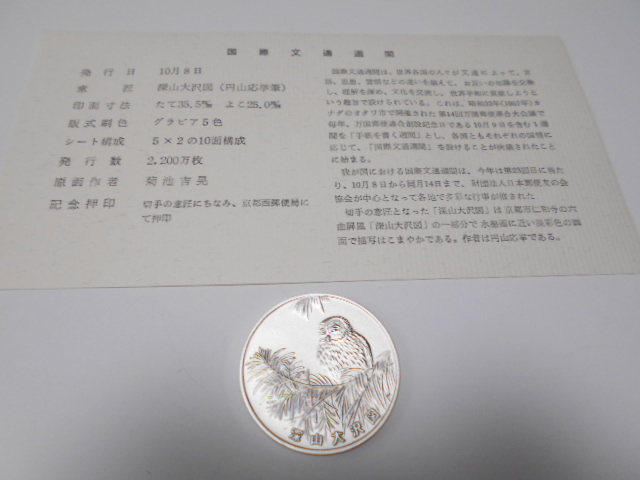 国際文通週間
発行日 10月8日
意匠 深山大沢図（円山応挙筆）
印面寸法 たて35.5‰ よこ25.0‰
版式刷色 グラビア5色
シート構成 5×2の10面構成
発行数 2,200万枚
原画作者 菊池吉晃
記念押印 切手の意匠にちなみ、京都西郵便局に
て押印
国際文通週間は、世界各国の人々が文通によって、言
語、思想、習慣などの違いを越えて、お互いの知識を交換
し、理解を深め、文化を交流し、世界平和に貢献しようと
いう趣旨で設けられている。これは、昭和32年(1957年)カ
ナダのオタワ市で開催された第14回万国郵便連合大会議で
毎年、万国郵便連合創設記念日である10月9日を含む1週
間を「手紙を書く週間」とし、各国ともそれぞれの国情に
応じて、「国際文通週間」を設けることが決議されたこと
に始まる。
我が国における国際文通週間は、今年は第23回目に当た
り、10月8日から同月14日まで、財団法人日本郵便友の会
協会が中心となって各地で多彩な行事が催された
切手の意匠となった「深山大沢図」は京都市仁和寺の六
曲屏風「深山大沢図」の一部分で水墨画に近い淡彩色の画
面で描写はこまやかである。作者は円山応挙である。
深山大沢図